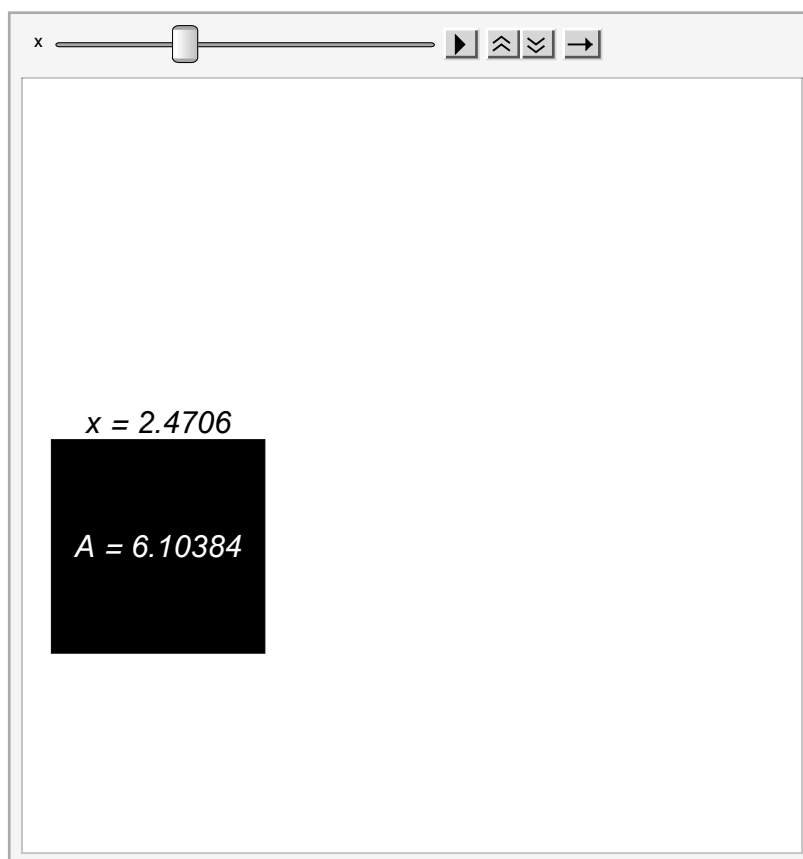 x
x = 2.4706
A = 6.10384